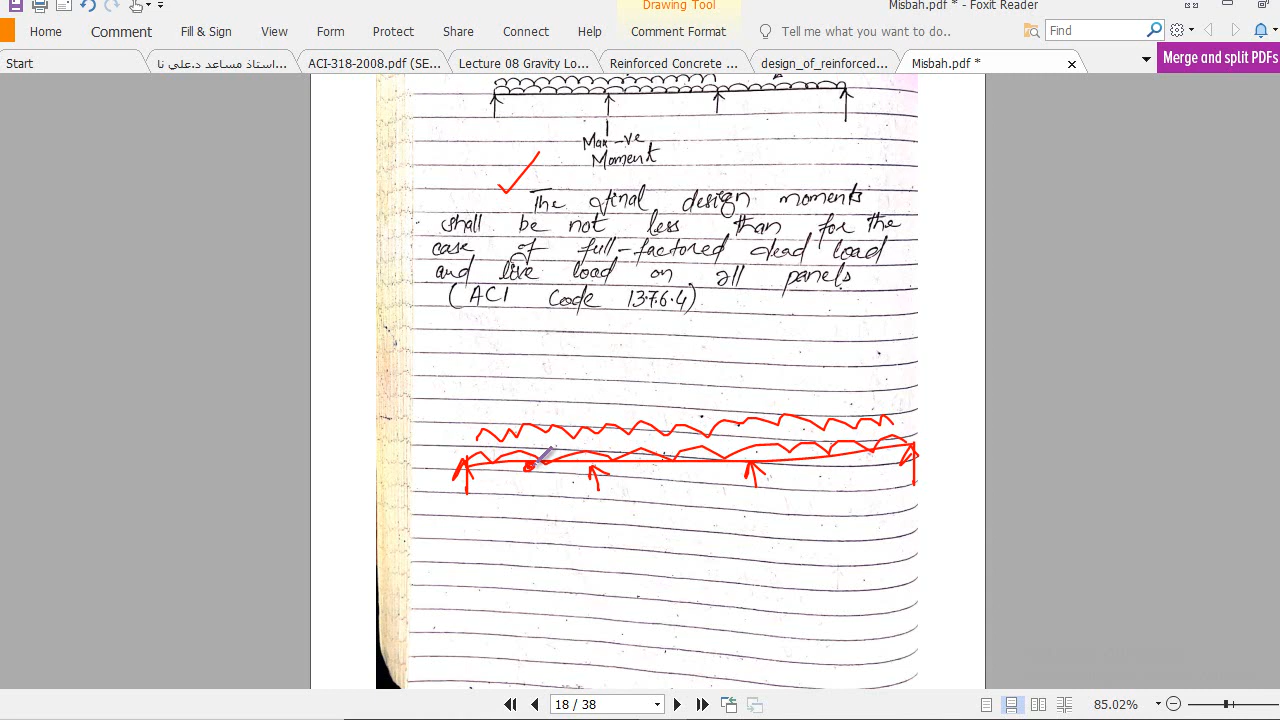 Drawing Tool
Misbah.pdf * - Foxit Reader
Home Comment Fill & Sign View Form Protect Share Connect Help Comment Format Tell me what you want to do.. Find
Start استاذ مساعد د.علي نا... ACI-318-2008.pdf (SE... Lecture 08 Gravity Lo... Reinforced Concrete ... design_of_reinforced... Misbah.pdf * Merge and split PDFs
Max -ve
Moment
The final design moments
shall be not less than for the
case of full-factored dead load
and live load on all panels
(ACI Code 13.7.6.4)
18 / 38 85.02%